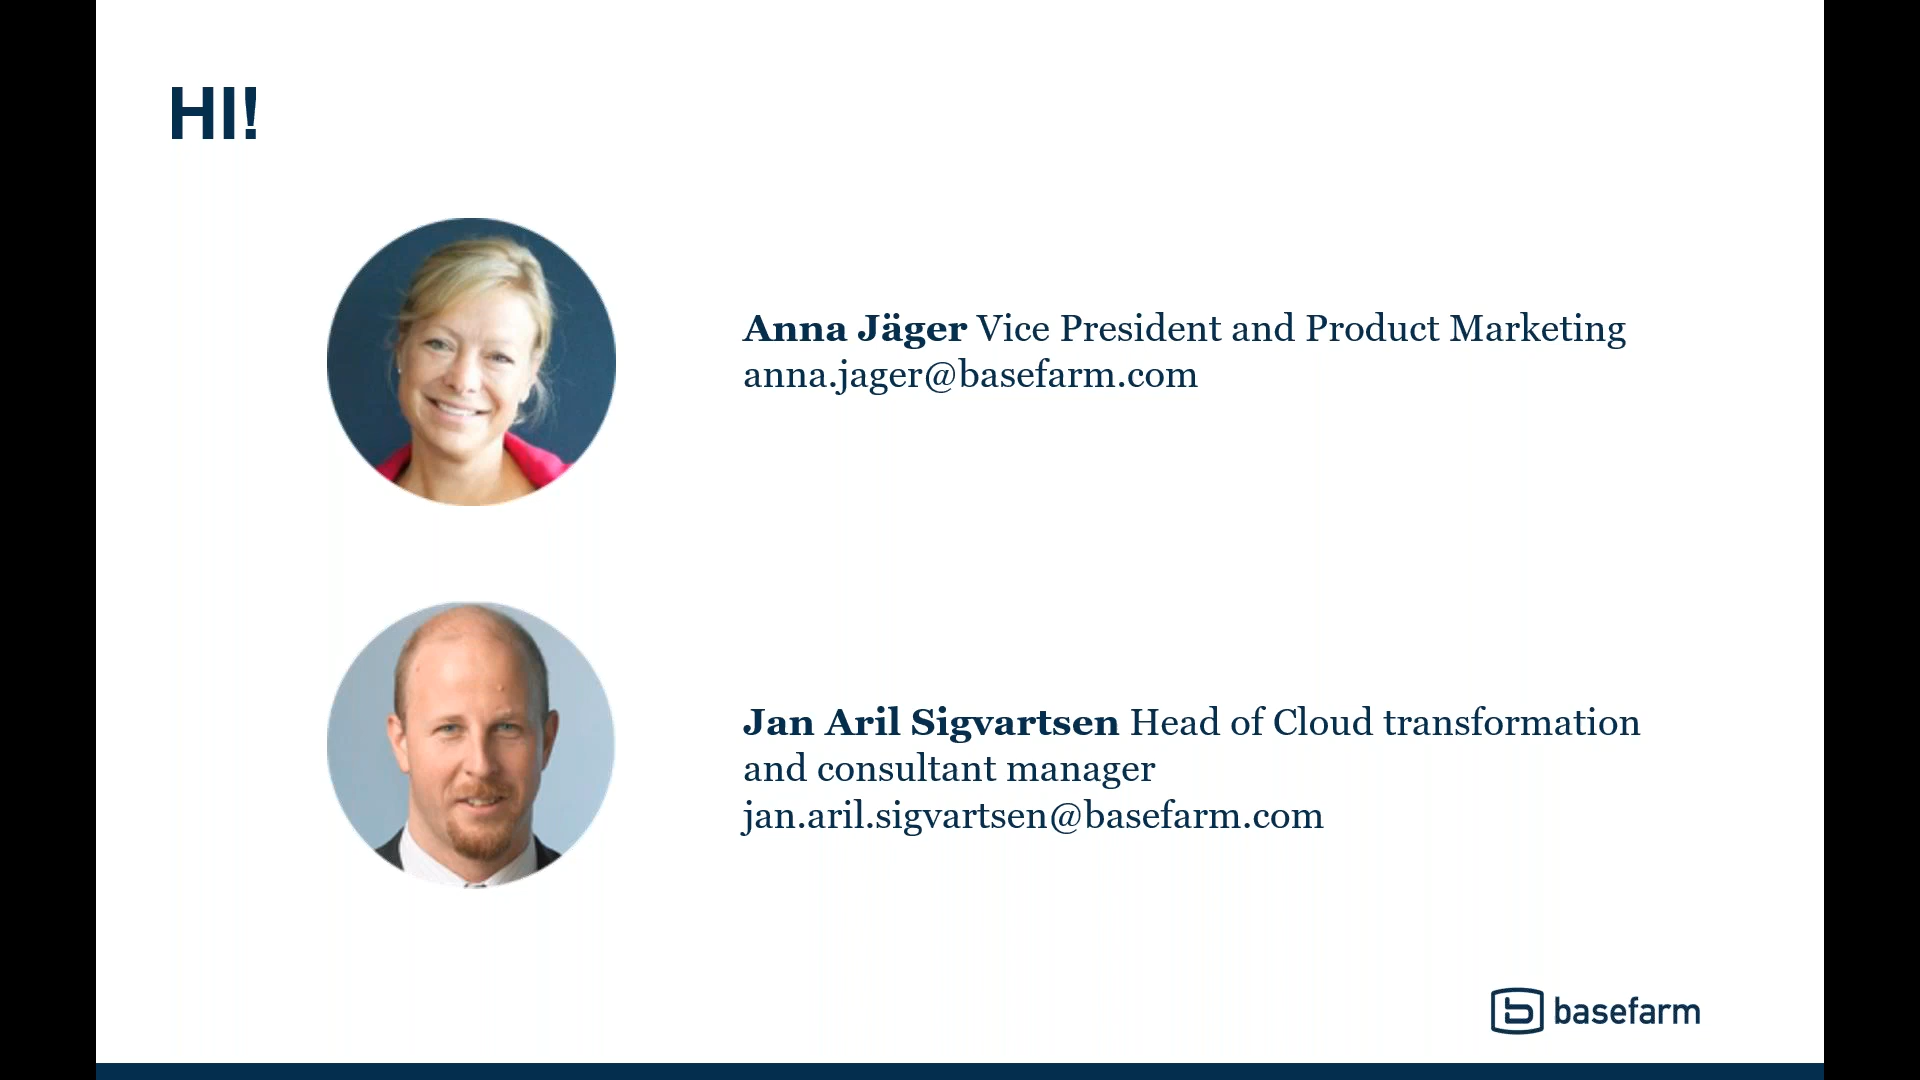 HI!
Anna Jäger Vice President and Product Marketing
anna.jager@basefarm.com
Jan Aril Sigvartsen Head of Cloud transformation
and consultant manager
jan.aril.sigvartsen@basefarm.com
basefarm